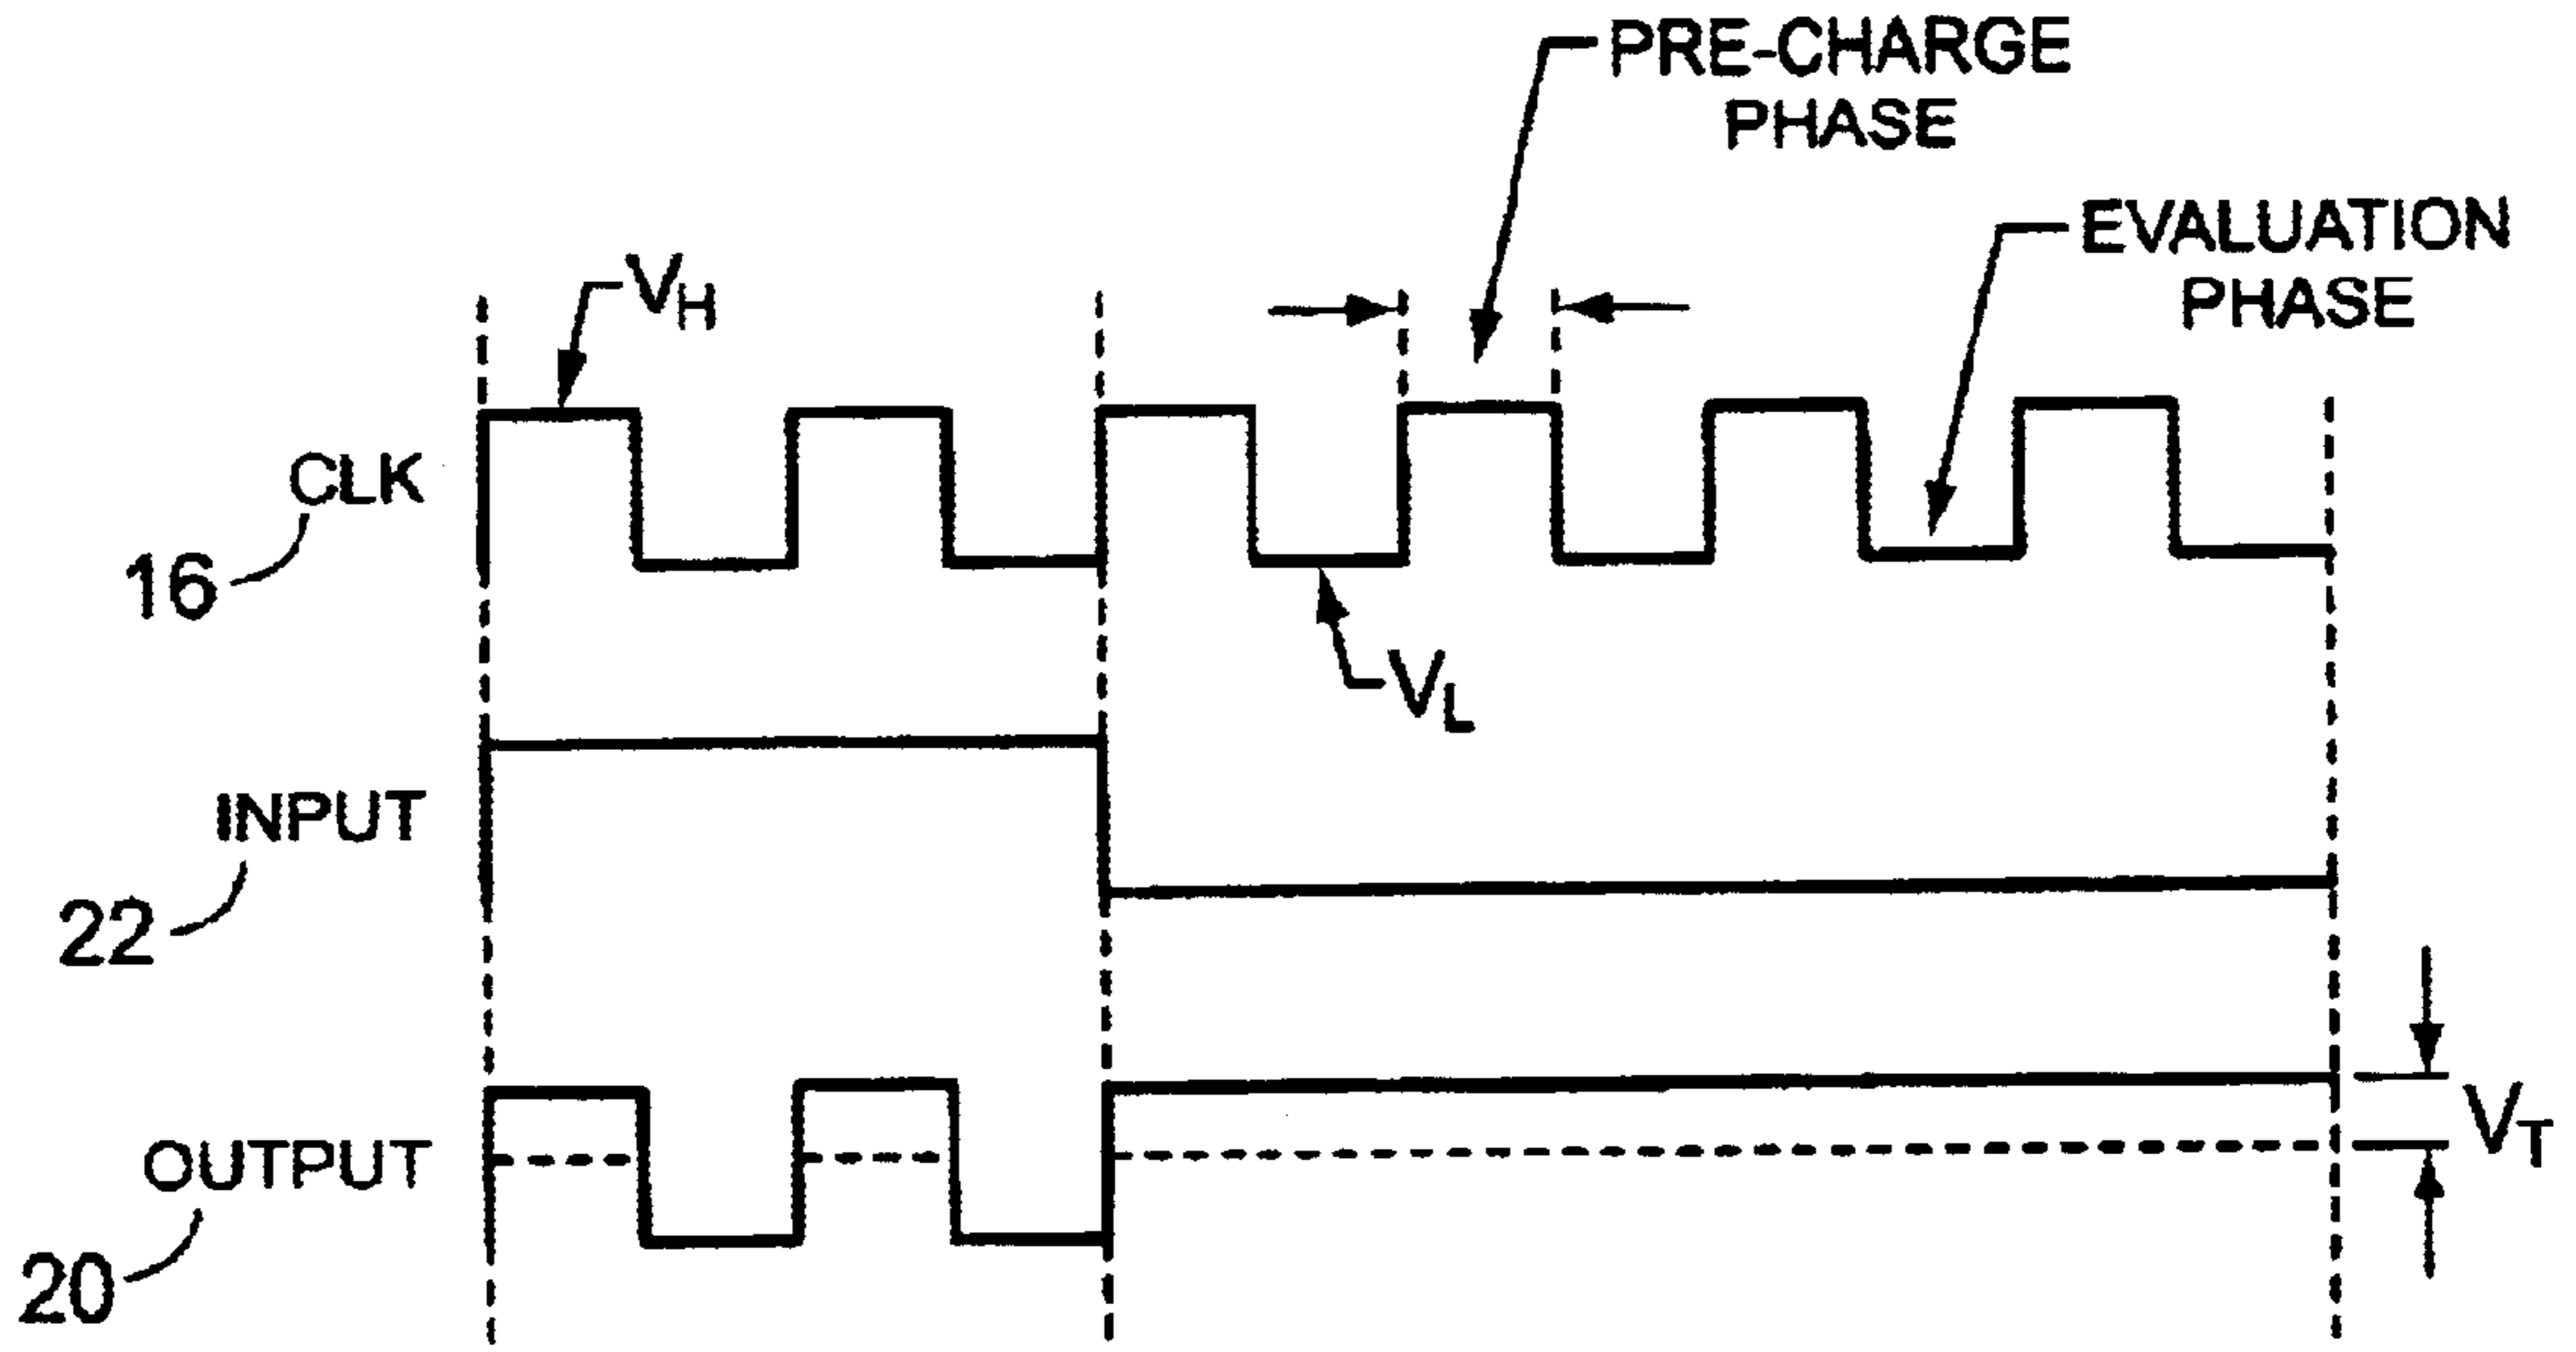 PRE-CHARGE
PHASE
EVALUATION
PHASE
VH
CLK
16
VL
INPUT
22
OUTPUT
VT
20